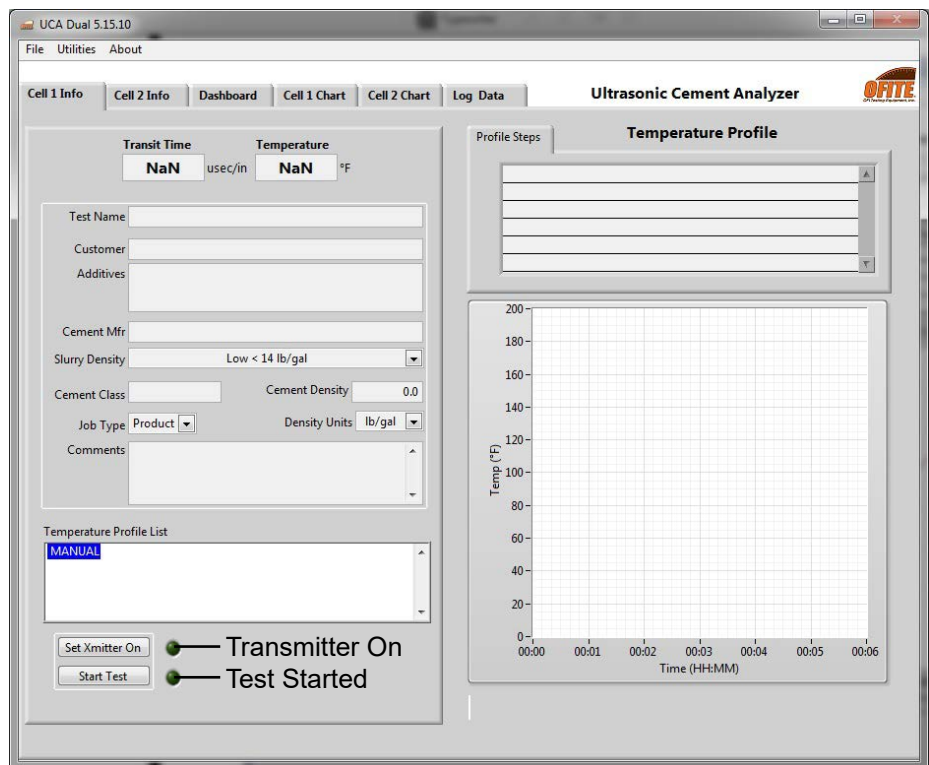 UCA Dual 5.15.10
File Utilities About
Cell 1 Info Cell 2 Info Dashboard Cell 1 Chart Cell 2 Chart Log Data
Ultrasonic Cement Analyzer
OFITE
Transit Time Temperature
NaN usec/in NaN °F
Test Name
Customer
Additives
Cement Mfr
Slurry Density Low < 14 lb/gal
Cement Class Cement Density 0.0
Job Type Product Density Units lb/gal
Comments
Temperature Profile List
MANUAL
Set Xmitter On Transmitter On
Start Test Test Started
Profile Steps Temperature Profile
200
180
160
140
120
100
80
60
40
20
0
Temp (°F)
00:00 00:01 00:02 00:03 00:04 00:05 00:06
Time (HH:MM)